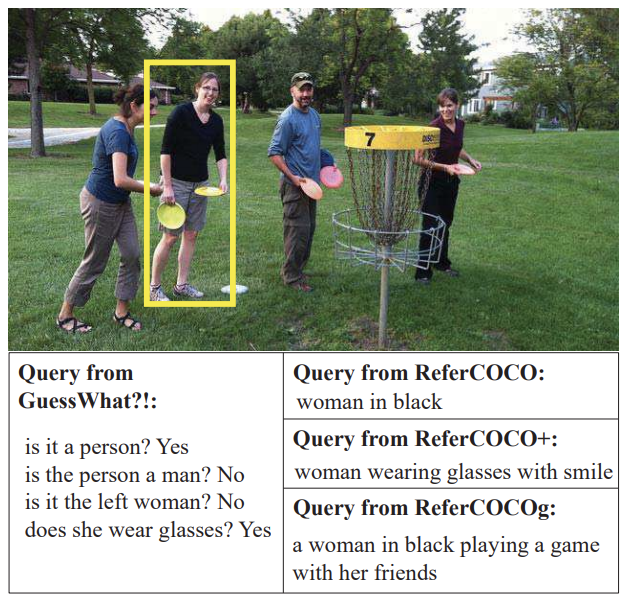 7
DISC
Query from
GuessWhat?!:
is it a person? Yes
is the person a man? No
is it the left woman? No
does she wear glasses? Yes
Query from ReferCOCO:
woman in black
Query from ReferCOCO+:
woman wearing glasses with smile
Query from ReferCOCOg:
a woman in black playing a game
with her friends